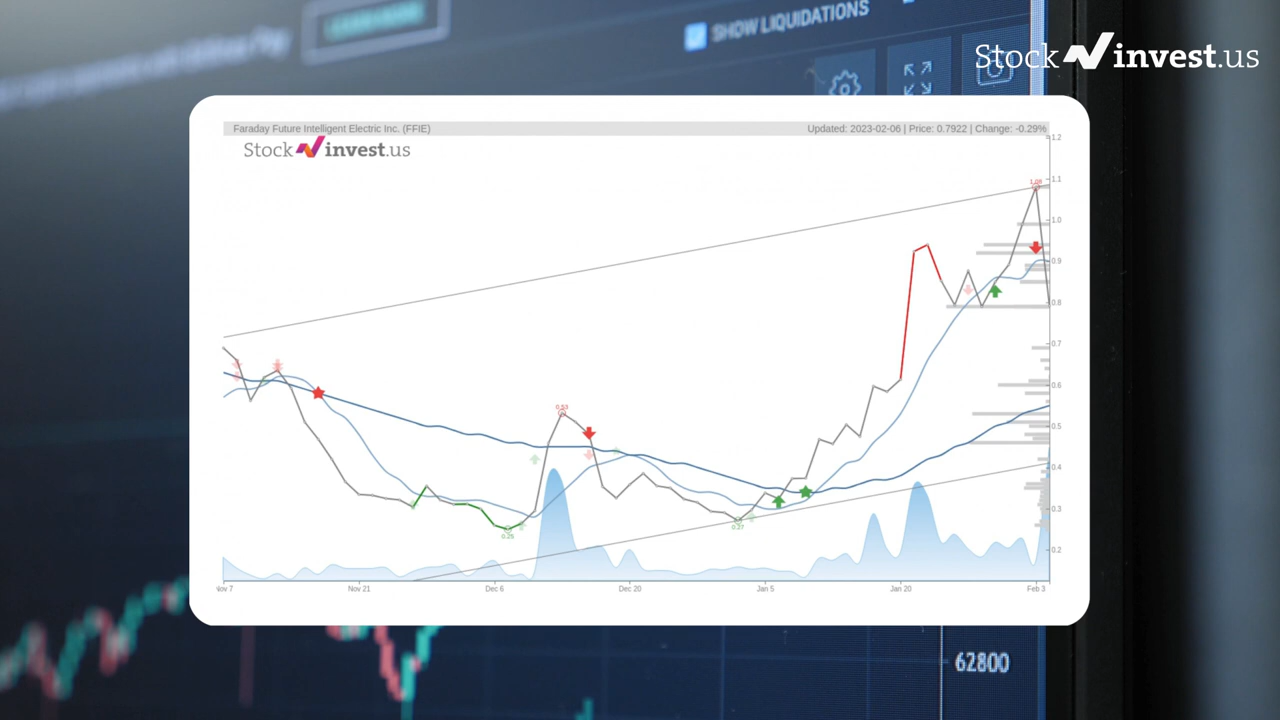 SHOW LIQUIDATIONS
Stock invest.us
Faraday Future Intelligent Electric Inc. (FFIE)
Updated: 2023-02-06 | Price: 0.7922 | Change: -0.29%
Stock invest.us
1.2
1.1
1.08
1.0
0.9
0.8
0.7
0.6
0.53
0.5
0.4
0.3
0.27
0.25
0.2
Nov 7
Nov 21
Dec 6
Dec 20
Jan 5
Jan 20
Feb 3
62800